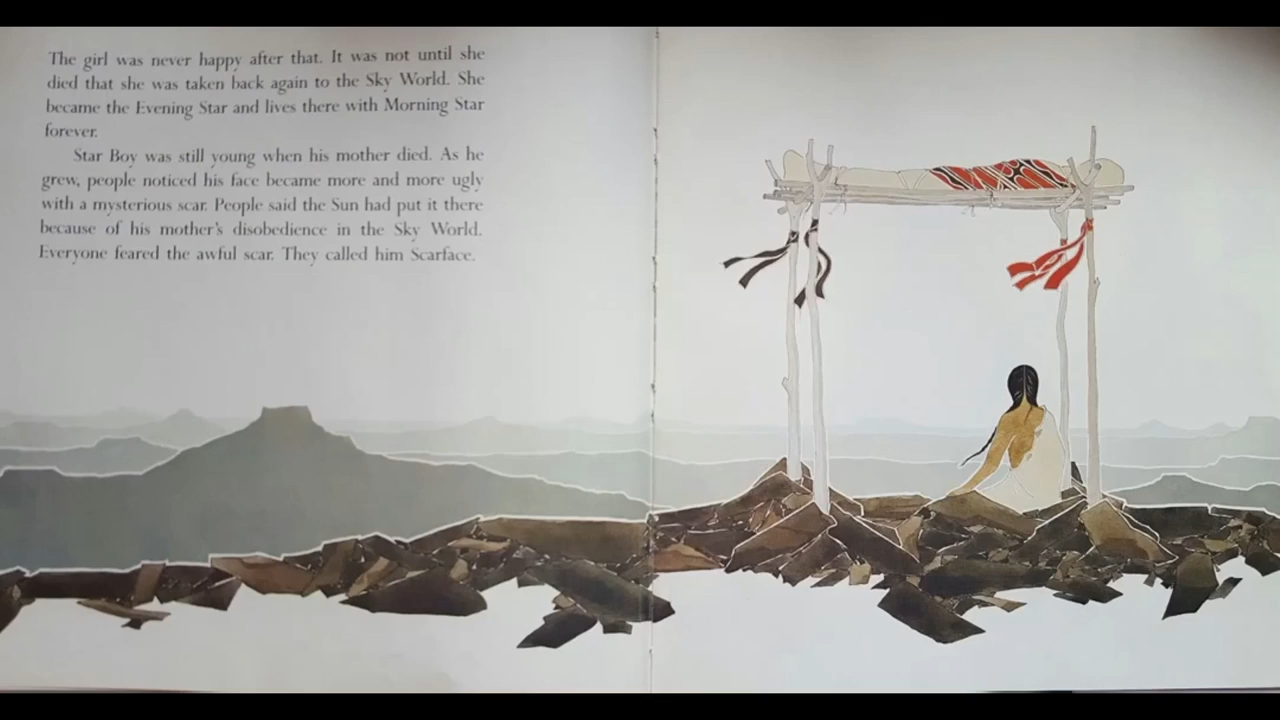 The girl was never happy after that. It was not until she
died that she was taken back again to the Sky World. She
became the Evening Star and lives there with Morning Star
forever.
Star Boy was still young when his mother died. As he
grew, people noticed his face became more and more ugly
with a mysterious scar. People said the Sun had put it there
because of his mother's disobedience in the Sky World.
Everyone feared the awful scar. They called him Scarface.